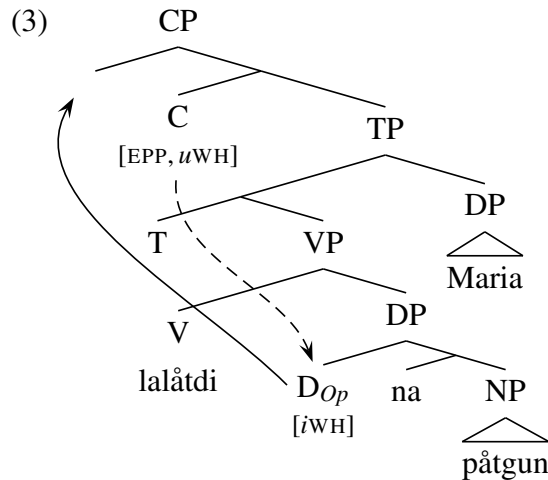 (3)
CP
C
[EPP, uWH]
TP
T
VP
DP
Maria
V
lalåtdi
DP
D_Op
[iWH]
na
NP
påtgun